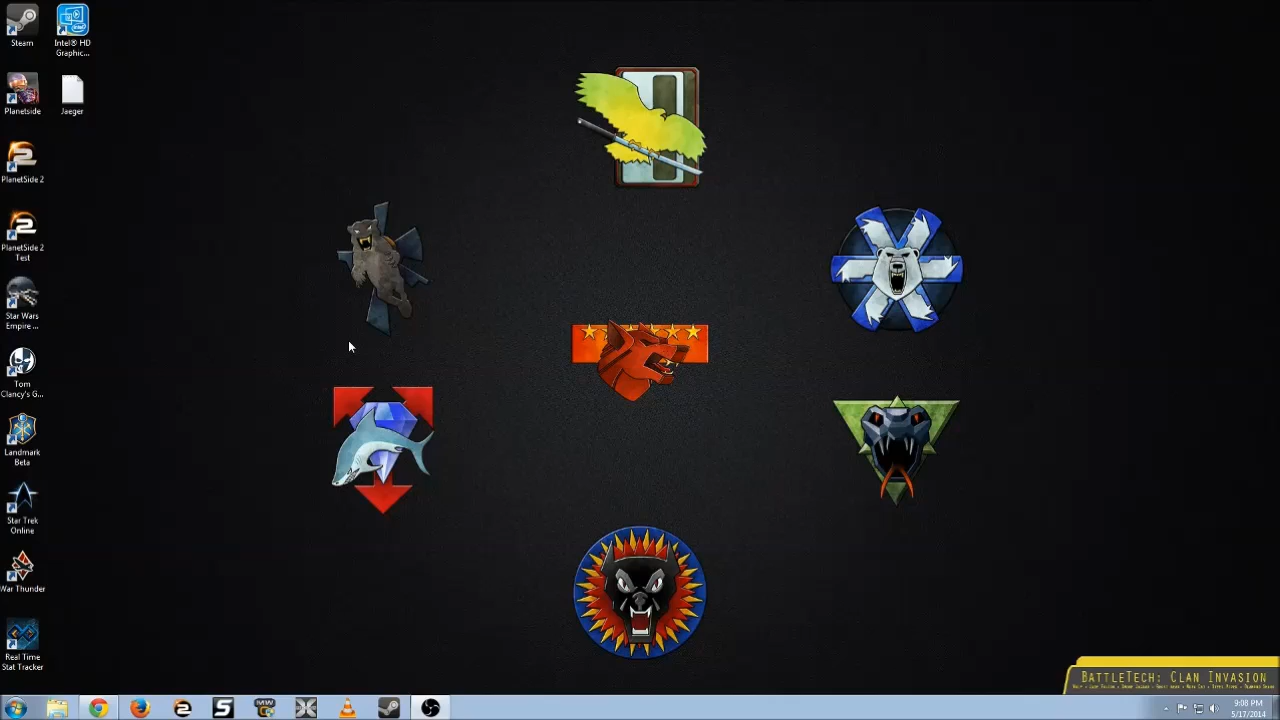 Steam
Intel® HD
Graphic...
Planetside
Jaeger
PlanetSide 2
PlanetSide 2
Test
Star Wars
Empire ...
Tom
Clancy's G...
Landmark
Beta
Star Trek
Online
War Thunder
Real Time
Stat Tracker
BattleTech: Clan Invasion
9:08 PM
5/17/2014